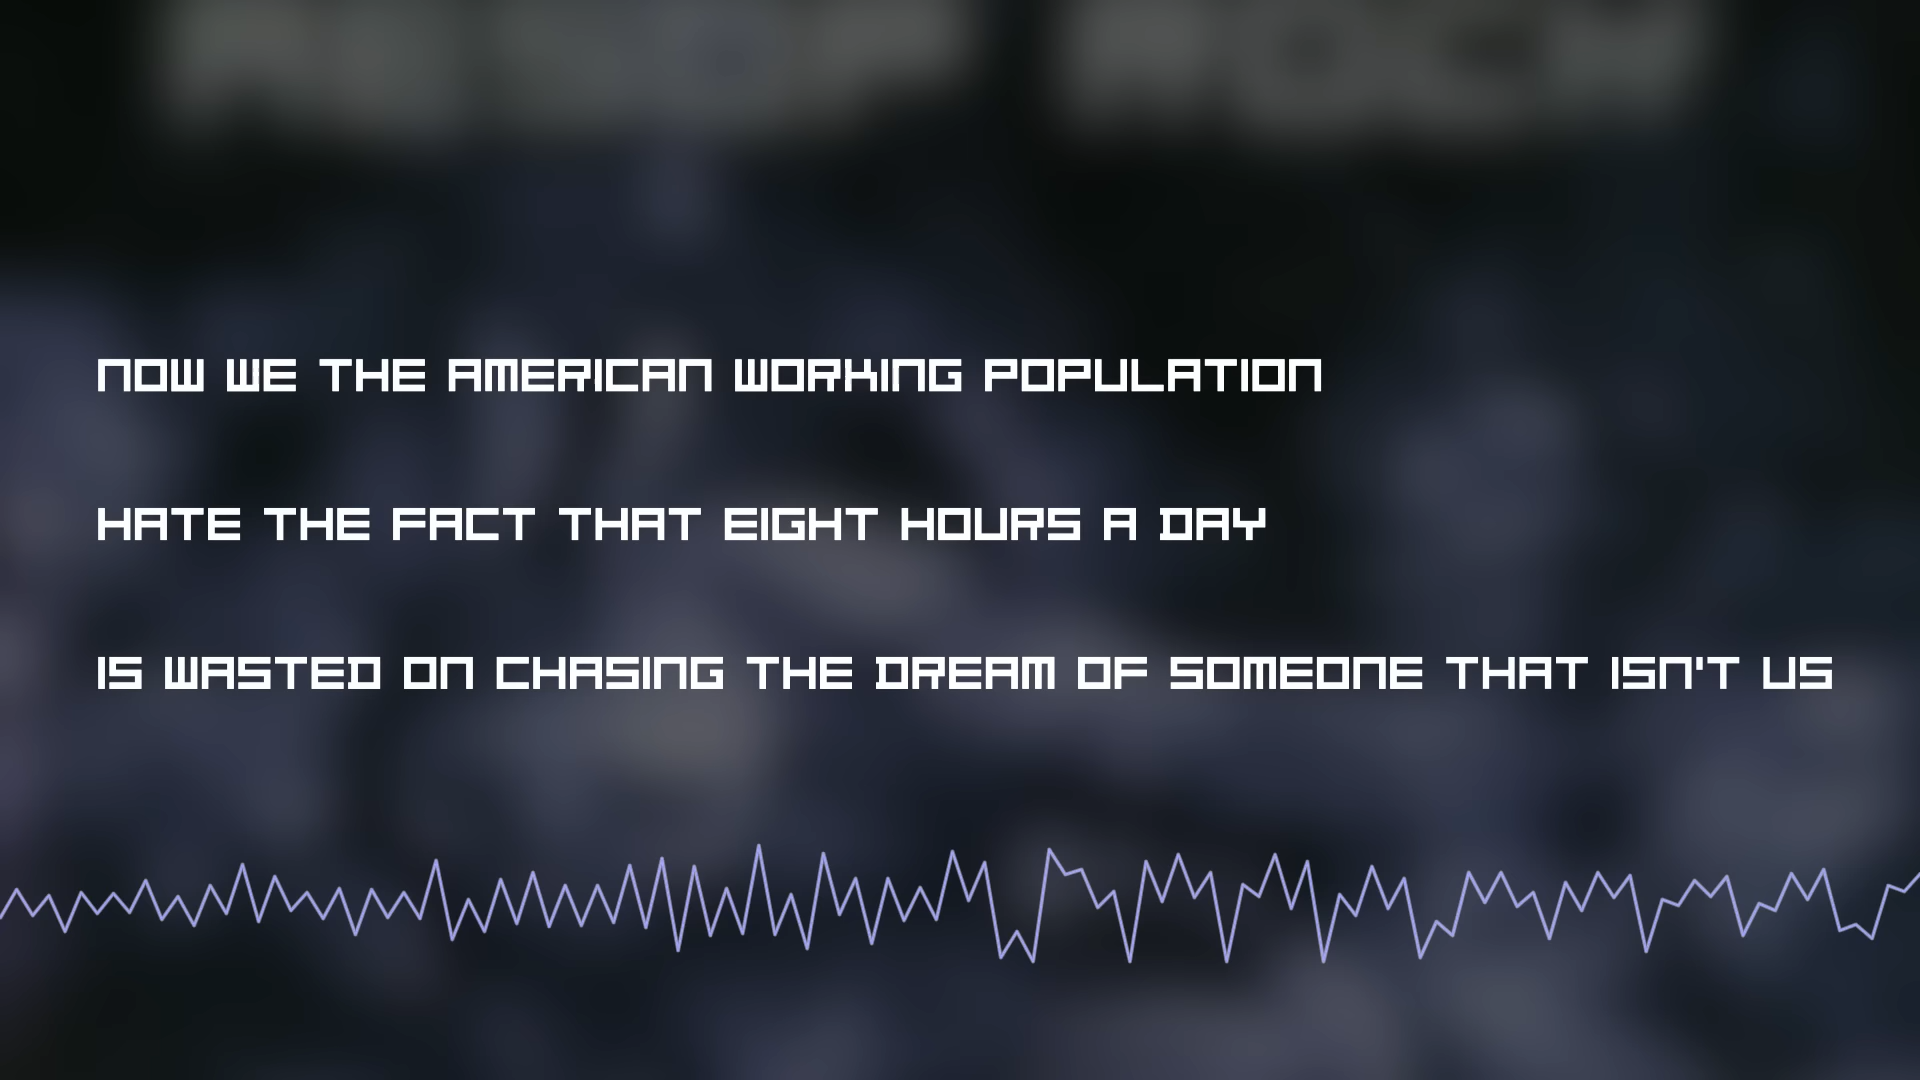 NOW WE THE AMERICAN WORKING POPULATION
HATE THE FACT THAT EIGHT HOURS A DAY
IS WASTED ON CHASING THE DREAM OF SOMEONE THAT ISN'T US